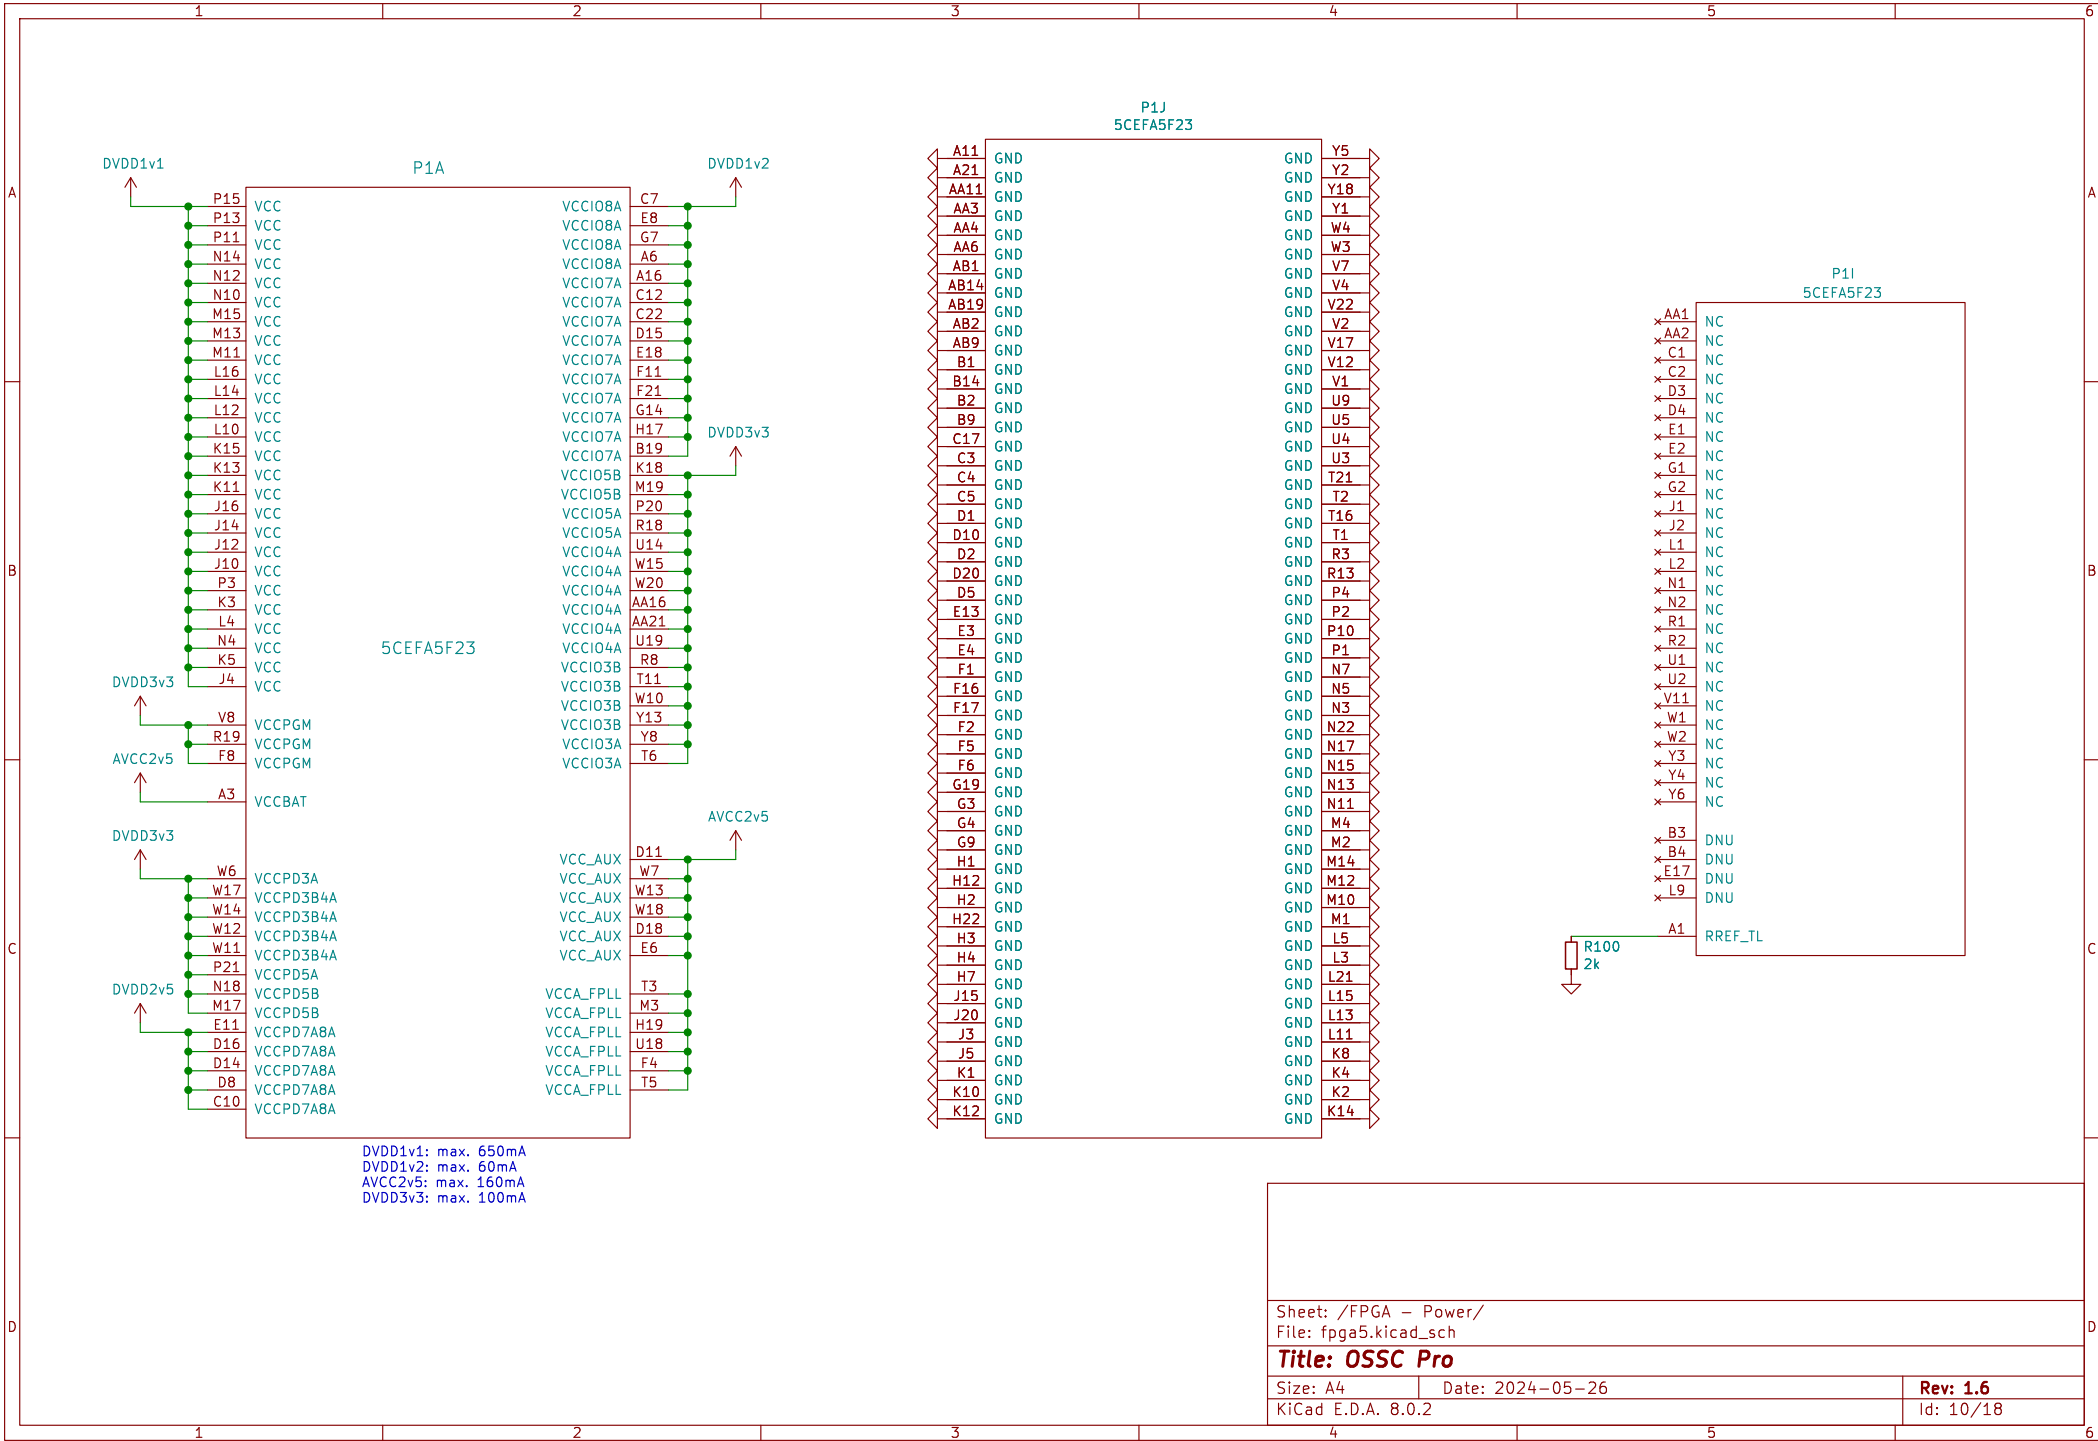 1 2 3 4 5 6
A A
B B
C C
D D
P1A
5CEFA5F23
DVDD1v1
P15 VCC
P13 VCC
P11 VCC
N14 VCC
N12 VCC
N10 VCC
M15 VCC
M13 VCC
M11 VCC
L16 VCC
L14 VCC
L12 VCC
L10 VCC
K15 VCC
K13 VCC
K11 VCC
J16 VCC
J14 VCC
J12 VCC
J10 VCC
P3 VCC
K3 VCC
L4 VCC
N4 VCC
K5 VCC
J4 VCC
DVDD3v3
V8 VCCPGM
R19 VCCPGM
F8 VCCPGM
AVCC2v5
A3 VCCBAT
DVDD3v3
W6 VCCPD3A
W17 VCCPD3B4A
W14 VCCPD3B4A
W12 VCCPD3B4A
W11 VCCPD3B4A
P21 VCCPD5A
N18 VCCPD5B
M17 VCCPD5B
DVDD2v5
E11 VCCPD7A8A
D16 VCCPD7A8A
D14 VCCPD7A8A
D8 VCCPD7A8A
C10 VCCPD7A8A
DVDD1v2
VCCIO8A C7
VCCIO8A E8
VCCIO8A G7
VCCIO8A A6
VCCIO7A A16
VCCIO7A C12
VCCIO7A C22
VCCIO7A D15
VCCIO7A E18
VCCIO7A F11
VCCIO7A F21
VCCIO7A G14
VCCIO7A H17
VCCIO7A B19
DVDD3v3
VCCIO5B K18
VCCIO5B M19
VCCIO5A P20
VCCIO5A R18
VCCIO4A U14
VCCIO4A W15
VCCIO4A W20
VCCIO4A AA16
VCCIO4A AA21
VCCIO4A U19
VCCIO3B R8
VCCIO3B T11
VCCIO3B W10
VCCIO3B Y13
VCCIO3A Y8
VCCIO3A T6
AVCC2v5
VCC_AUX D11
VCC_AUX W7
VCC_AUX W13
VCC_AUX W18
VCC_AUX D18
VCC_AUX E6
VCCA_FPLL T3
VCCA_FPLL M3
VCCA_FPLL H19
VCCA_FPLL U18
VCCA_FPLL F4
VCCA_FPLL T5
DVDD1v1: max. 650mA
DVDD1v2: max. 60mA
AVCC2v5: max. 160mA
DVDD3v3: max. 100mA
P1J
5CEFA5F23
A11 GND GND Y5
A21 GND GND Y2
AA11 GND GND Y18
AA3 GND GND Y1
AA4 GND GND W4
AA6 GND GND W3
AB1 GND GND V7
AB14 GND GND V4
AB19 GND GND V22
AB2 GND GND V2
AB9 GND GND V17
B1 GND GND V12
B14 GND GND V1
B2 GND GND U9
B9 GND GND U5
C17 GND GND U4
C3 GND GND U3
C4 GND GND T21
C5 GND GND T2
D1 GND GND T16
D10 GND GND T1
D2 GND GND R3
D20 GND GND R13
D5 GND GND P4
E13 GND GND P2
E3 GND GND P10
E4 GND GND P1
F1 GND GND N7
F16 GND GND N5
F17 GND GND N3
F2 GND GND N22
F5 GND GND N17
F6 GND GND N15
G19 GND GND N13
G3 GND GND N11
G4 GND GND M4
G9 GND GND M2
H1 GND GND M14
H12 GND GND M12
H2 GND GND M10
H22 GND GND M1
H3 GND GND L5
H4 GND GND L3
H7 GND GND L21
J15 GND GND L15
J20 GND GND L13
J3 GND GND L11
J5 GND GND K8
K1 GND GND K4
K10 GND GND K2
K12 GND GND K14
P1I
5CEFA5F23
AA1 NC
AA2 NC
C1 NC
C2 NC
D3 NC
D4 NC
E1 NC
E2 NC
G1 NC
G2 NC
J1 NC
J2 NC
L1 NC
L2 NC
N1 NC
N2 NC
R1 NC
R2 NC
U1 NC
U2 NC
V11 NC
W1 NC
W2 NC
Y3 NC
Y4 NC
Y6 NC
B3 DNU
B4 DNU
E17 DNU
L9 DNU
A1 RREF_TL
R100
2k
Sheet: /FPGA – Power/
File: fpga5.kicad_sch
Title: OSSC Pro
Size: A4 Date: 2024-05-26 Rev: 1.6
KiCad E.D.A. 8.0.2 Id: 10/18
1 2 3 4 5 6